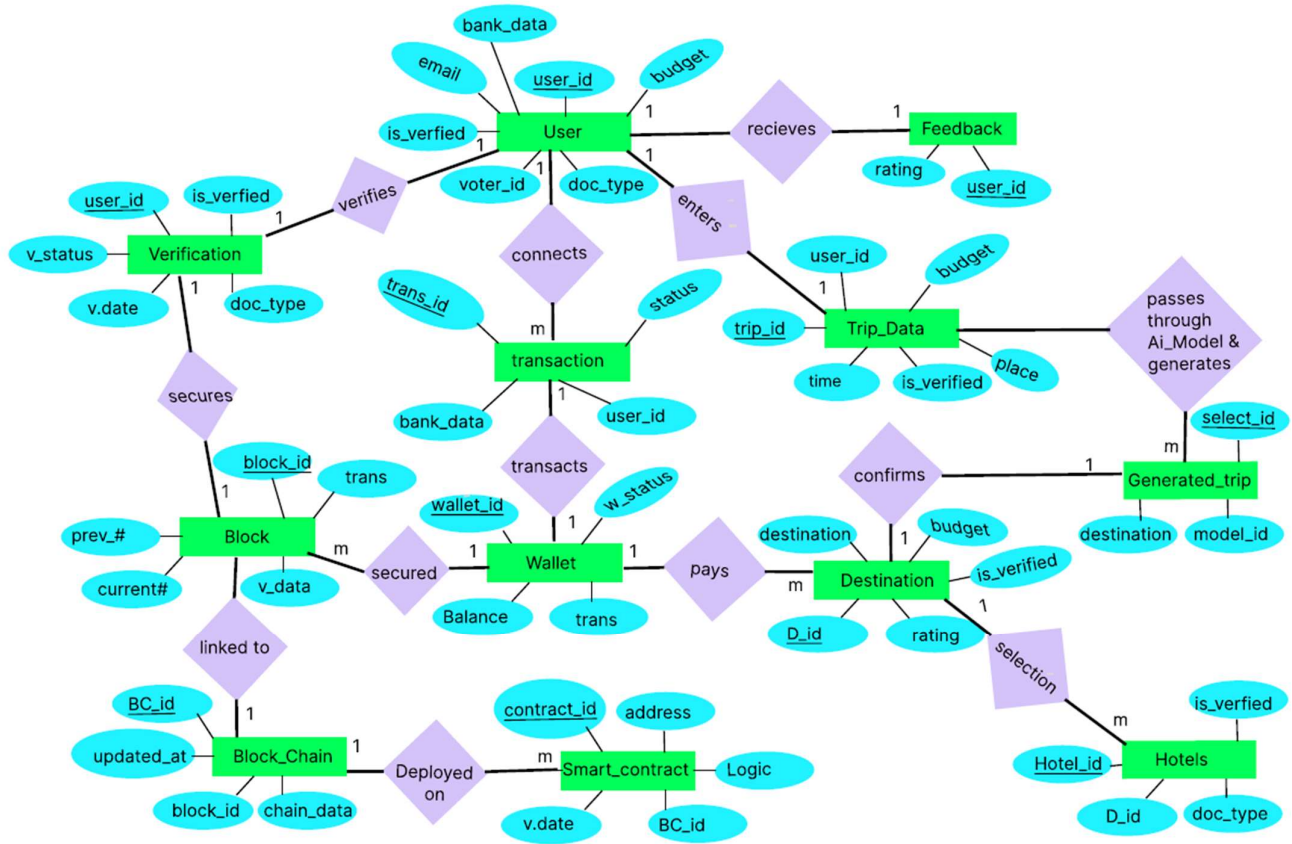 bank_data
email
user_id
budget
is_verfied
User
1
1
1
1
1
recieves
1
Feedback
voter_id
doc_type
rating
user_id
verifies
enters
user_id
is_verfied
1
v_status
Verification
connects
user_id
budget
v.date
doc_type
1
trans_id
status
1
passes
through
Ai_Model &
generates
m
trip_id
Trip_Data
transaction
time
is_verified
place
secures
1
bank_data
user_id
select_id
block_id
trans
transacts
confirms
m
1
Generated_trip
1
wallet_id
w_status
prev_#
Block
m
secured
1
1
Wallet
1
pays
m
destination
budget
destination
model_id
1
Destination
is_verified
current#
v_data
Balance
trans
1
D_id
rating
linked to
selection
BC_id
1
contract_id
address
m
is_verfied
updated_at
Block_Chain
1
Deployed
on
m
Smart_contract
Logic
Hotel_id
Hotels
block_id
chain_data
v.date
BC_id
D_id
doc_type